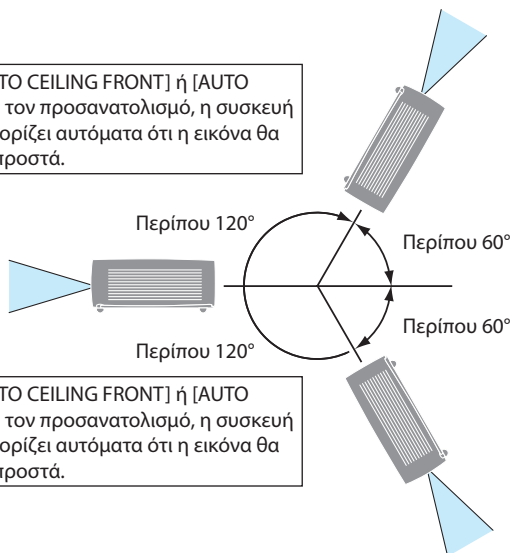 TO CEILING FRONT] ή [AUTO
τον προσανατολισμό, η συσκευή
ορίζει αυτόματα ότι η εικόνα θα
προστά.
Περίπου 120°
Περίπου 60°
Περίπου 60°
Περίπου 120°
TO CEILING FRONT] ή [AUTO
τον προσανατολισμό, η συσκευή
ορίζει αυτόματα ότι η εικόνα θα
προστά.